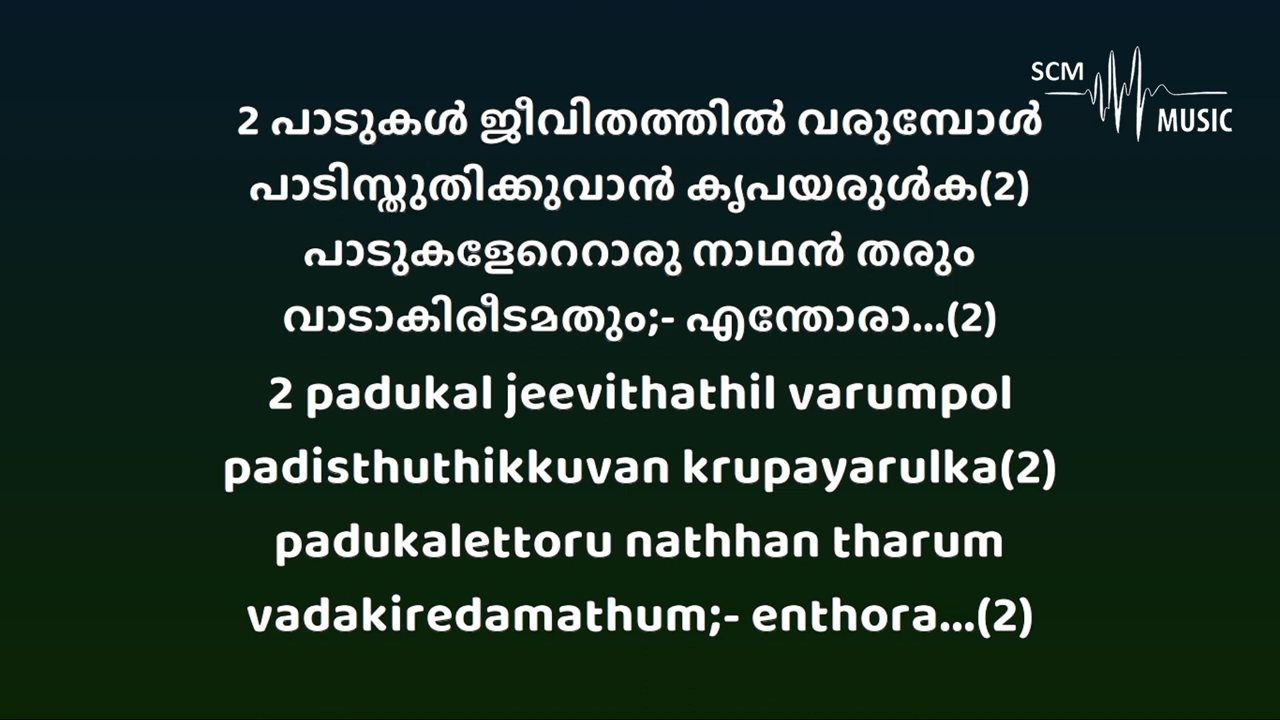 SCM
MUSIC
2 പാടുകൾ ജീവിതത്തിൽ വരുമ്പോൾ
പാടിസ്തുതിക്കുവാൻ കൃപയരുൾക(2)
പാടുകളേറെറാരു നാഥൻ തരും
വാടാകിരീടമതും;- എന്തോരാ...(2)
2 padukal jeevithathil varumpol
padisthuthikkuvan krupayarulka(2)
padukalettoru nathhan tharum
vadakiredamathum;- enthora...(2)